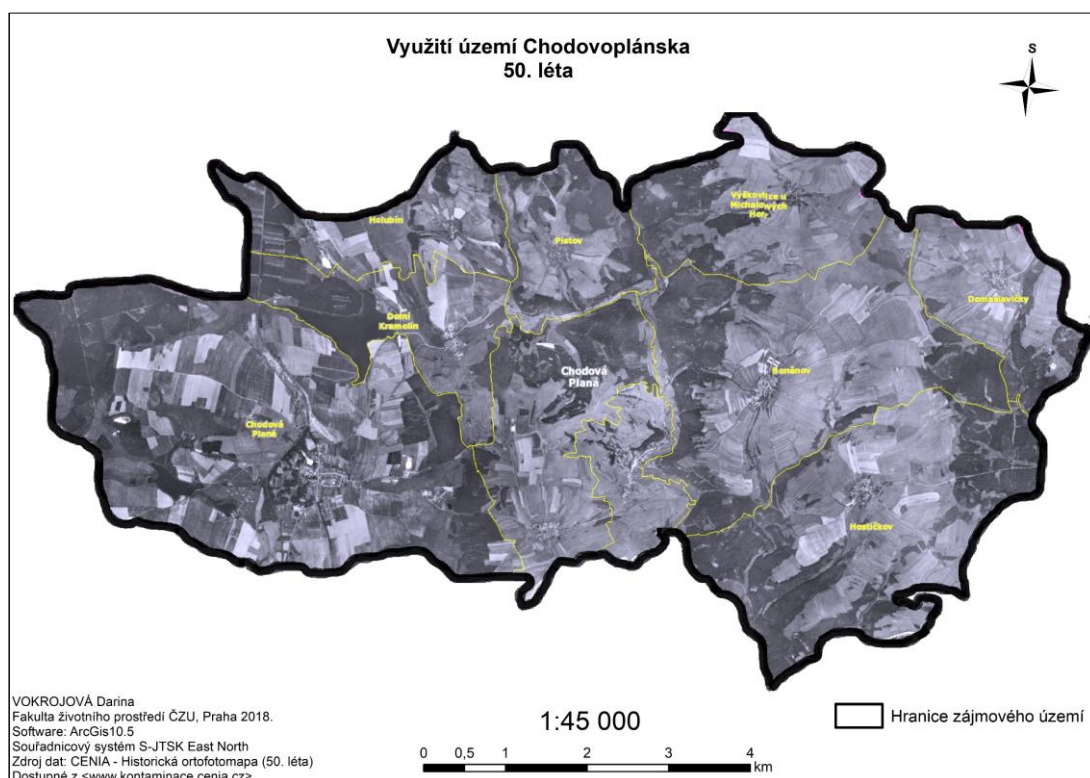 Využití území Chodovoplánska
50. léta
S
Holubín
Pístov
Domaslavičky
Dolní
Kramolín
Chodová
Planá
Boněnov
Chodová
Planá
Hostíčkov
VOKROJOVÁ Darina
Fakulta životního prostředí ČZU, Praha 2018.
Software: ArcGis10.5
Souřadnicový systém S-JTSK East North
Zdroj dat: CENIA - Historická ortofotomapa (50. léta)
Dostupné z <www.kontaminace.cenia.cz>
1:45 000
0 0,5 1 2 3 4
km
Hranice zájmového území